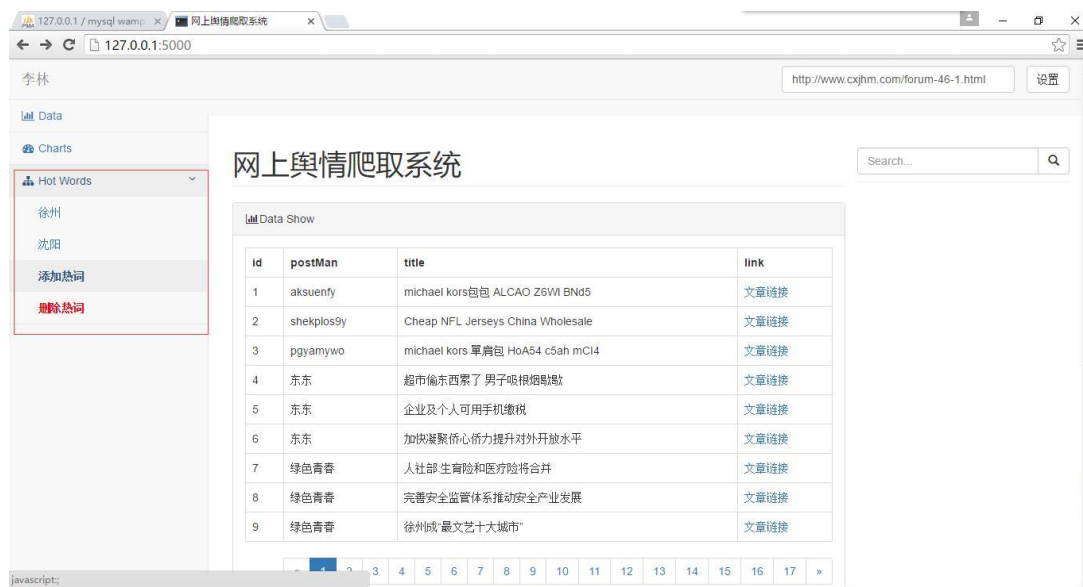 127.0.0.1 / mysql wamp 网上舆情爬取系统
127.0.0.1:5000
李林 http://www.cxjhm.com/forum-46-1.html 设置
Data
Charts
Hot Words
徐州
沈阳
添加热词
删除热词
网上舆情爬取系统
Search...
Data Show
id postMan title link
1 aksuenfy michael kors包包 ALCAO Z6WI BNd5 文章链接
2 shekplos9y Cheap NFL Jerseys China Wholesale 文章链接
3 pgyamywo michael kors 單肩包 HoA54 c5ah mCI4 文章链接
4 东东 超市偷东西累了 男子吸根烟歇歇 文章链接
5 东东 企业及个人可用手机缴税 文章链接
6 东东 加快凝聚侨心侨力提升对外开放水平 文章链接
7 绿色青春 人社部:生育险和医疗险将合并 文章链接
8 绿色青春 完善安全监管体系推动安全产业发展 文章链接
9 绿色青春 徐州成“最文艺十大城市” 文章链接
« 1 2 3 4 5 6 7 8 9 10 11 12 13 14 15 16 17 »
javascript:;